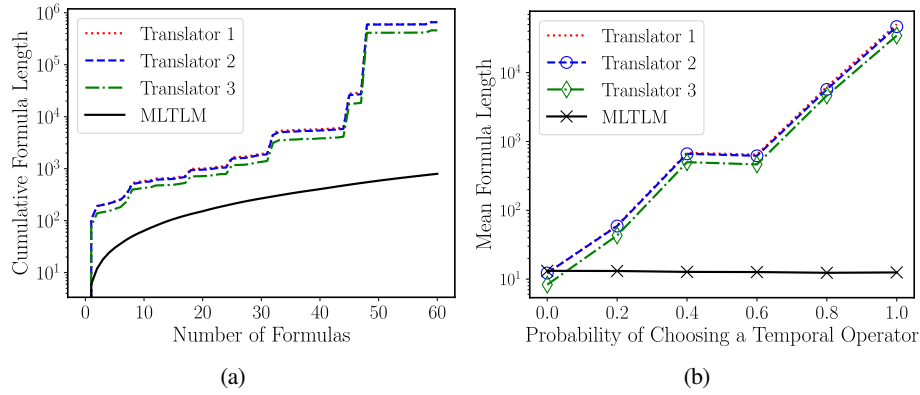 10^6
10^5
10^4
10^3
10^2
10^1
Cumulative Formula Length
Translator 1
Translator 2
Translator 3
MLTLM
0 10 20 30 40 50 60
Number of Formulas
(a)
10^4
10^3
10^2
10^1
Mean Formula Length
Translator 1
Translator 2
Translator 3
MLTLM
0.0 0.2 0.4 0.6 0.8 1.0
Probability of Choosing a Temporal Operator
(b)